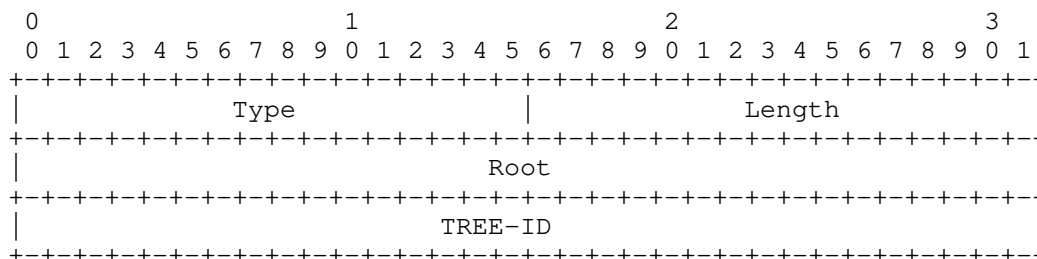 0                   1                   2                   3
 0 1 2 3 4 5 6 7 8 9 0 1 2 3 4 5 6 7 8 9 0 1 2 3 4 5 6 7 8 9 0 1
+-+-+-+-+-+-+-+-+-+-+-+-+-+-+-+-+-+-+-+-+-+-+-+-+-+-+-+-+-+-+-+-
|             Type              |             Length
+-+-+-+-+-+-+-+-+-+-+-+-+-+-+-+-+-+-+-+-+-+-+-+-+-+-+-+-+-+-+-+-
|                             Root
+-+-+-+-+-+-+-+-+-+-+-+-+-+-+-+-+-+-+-+-+-+-+-+-+-+-+-+-+-+-+-+-
|                          TREE-ID
+-+-+-+-+-+-+-+-+-+-+-+-+-+-+-+-+-+-+-+-+-+-+-+-+-+-+-+-+-+-+-+-